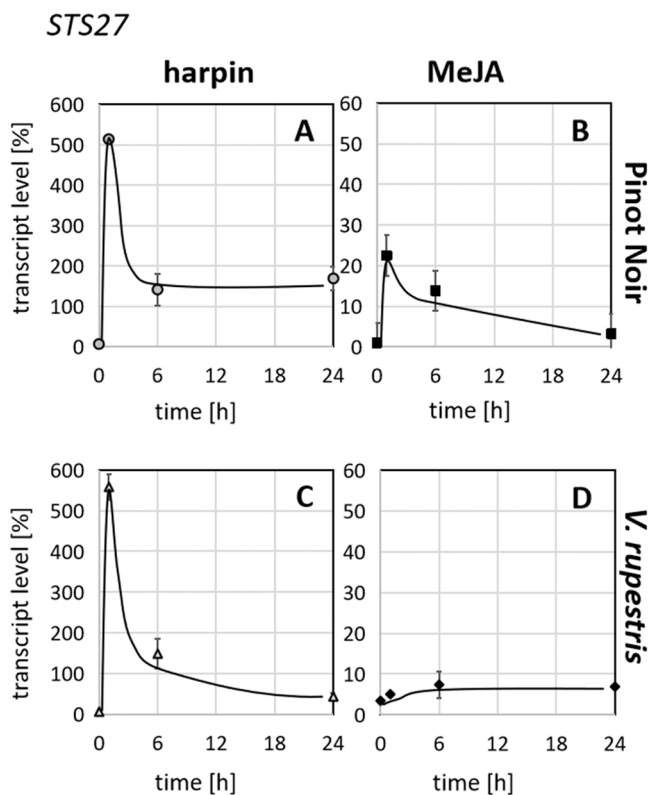 STS27
harpin MeJA
600 60
500 A 50 B
400 40
300 30
200 20
100 10
0 0
0 6 12 18 24 0 6 12 18 24
time [h] time [h]
transcript level [%]
Pinot Noir
600 60
500 C 50 D
400 40
300 30
200 20
100 10
0 0
0 6 12 18 24 0 6 12 18 24
time [h] time [h]
transcript level [%]
V. rupestris